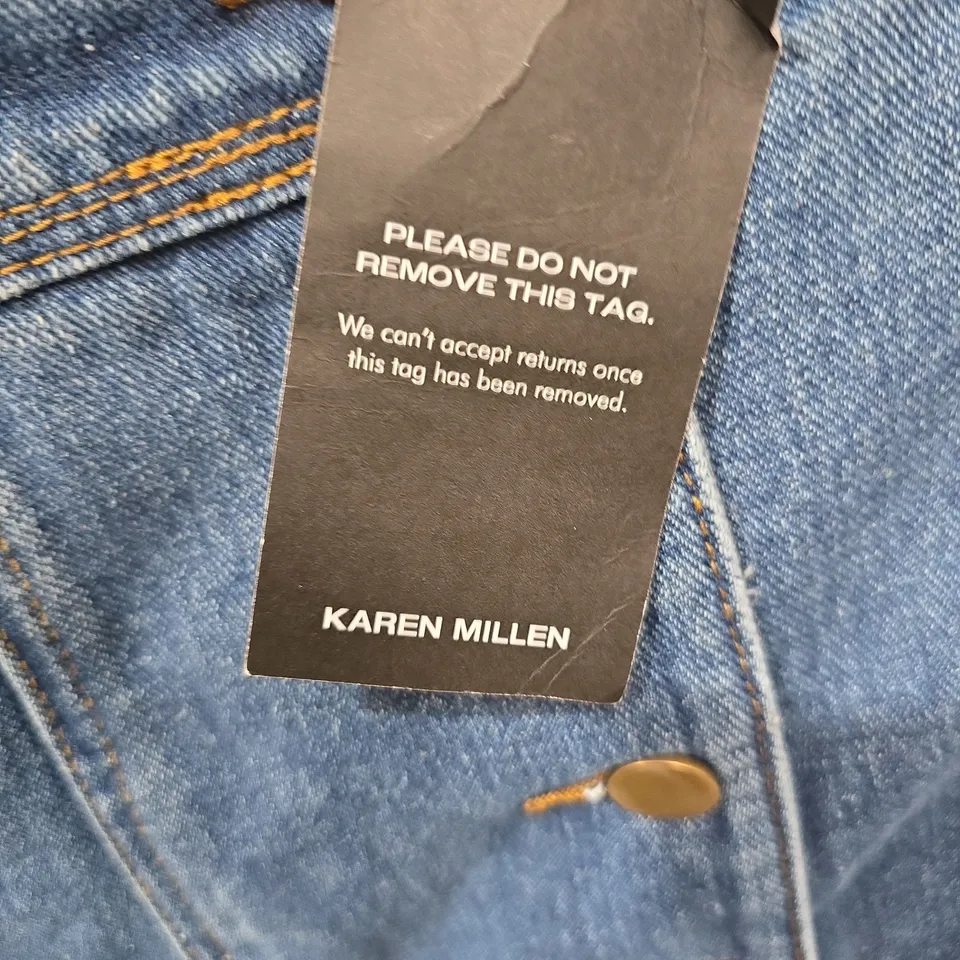 PLEASE DO NOT
REMOVE THIS TAG.
We can't accept returns once
this tag has been removed.
KAREN MILLEN